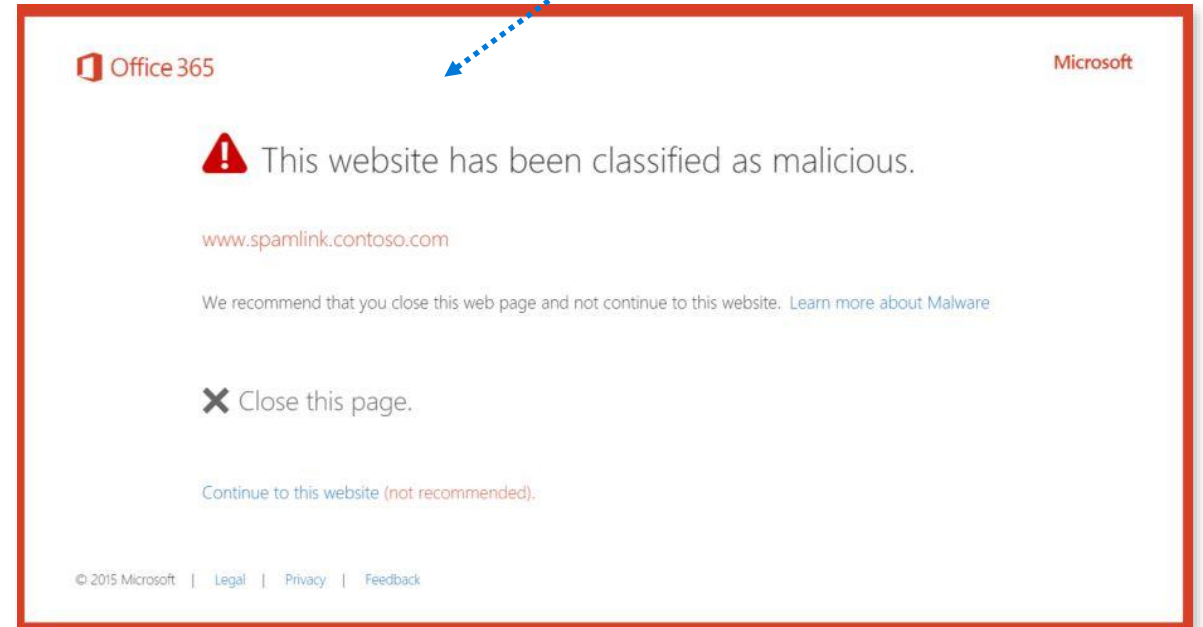 Office 365
Microsoft
This website has been classified as malicious.
www.spamlink.contoso.com
We recommend that you close this web page and not continue to this website. Learn more about Malware
Close this page.
Continue to this website (not recommended).
© 2015 Microsoft | Legal | Privacy | Feedback